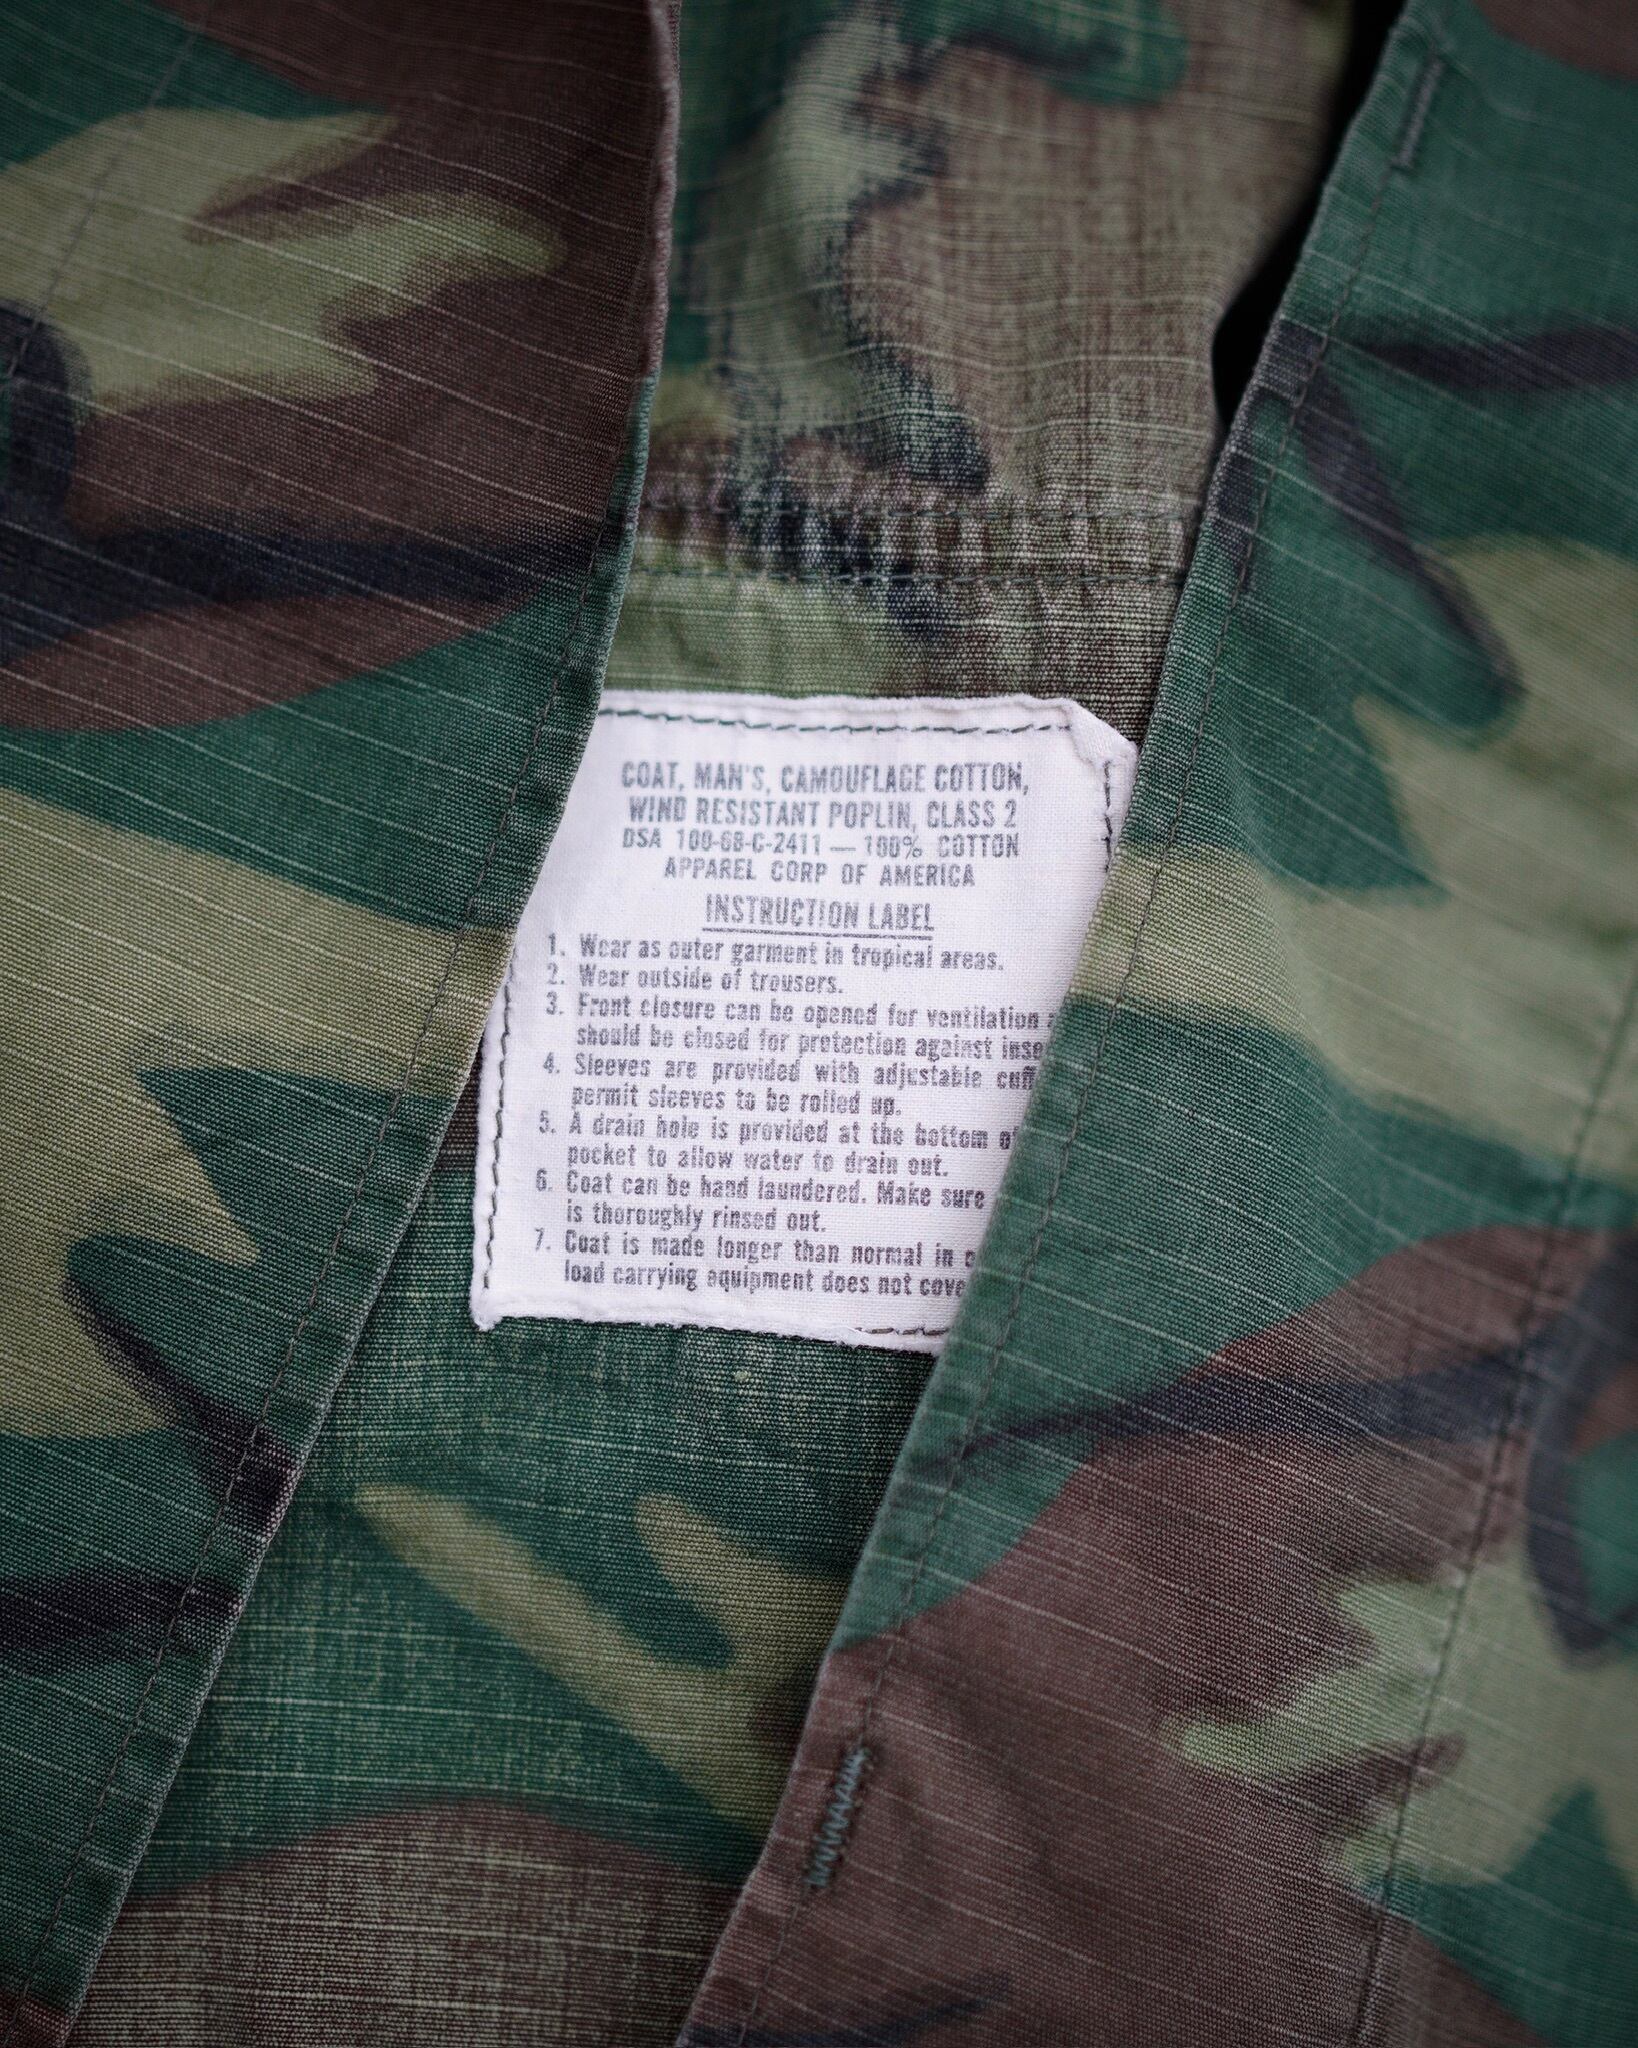 COAT, MAN'S, CAMOUFLAGE COTTON,
WIND RESISTANT POPLIN, CLASS 2
DSA 100-68-C-2411 — 100% COTTON
APPAREL CORP OF AMERICA
INSTRUCTION LABEL
1. Wear as outer garment in tropical areas.
2. Wear outside of trousers.
3. Front closure can be opened for ventilation
should be closed for protection against inse
4. Sleeves are provided with adjustable cuff
permit sleeves to be rolled up.
5. A drain hole is provided at the bottom o
pocket to allow water to drain out.
6. Coat can be hand laundered. Make sure
is thoroughly rinsed out.
7. Coat is made longer than normal in
load carrying equipment does not cove